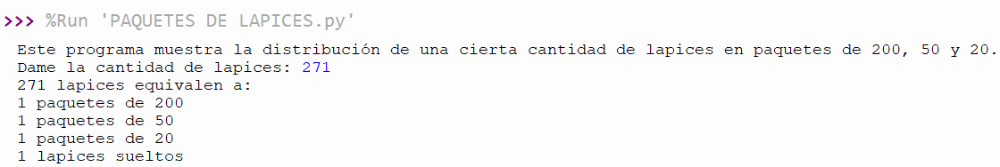 >>> %Run 'PAQUETES DE LAPICES.py'
Este programa muestra la distribución de una cierta cantidad de lapices en paquetes de 200, 50 y 20.
Dame la cantidad de lapices: 271
271 lapices equivalen a:
1 paquetes de 200
1 paquetes de 50
1 paquetes de 20
1 lapices sueltos